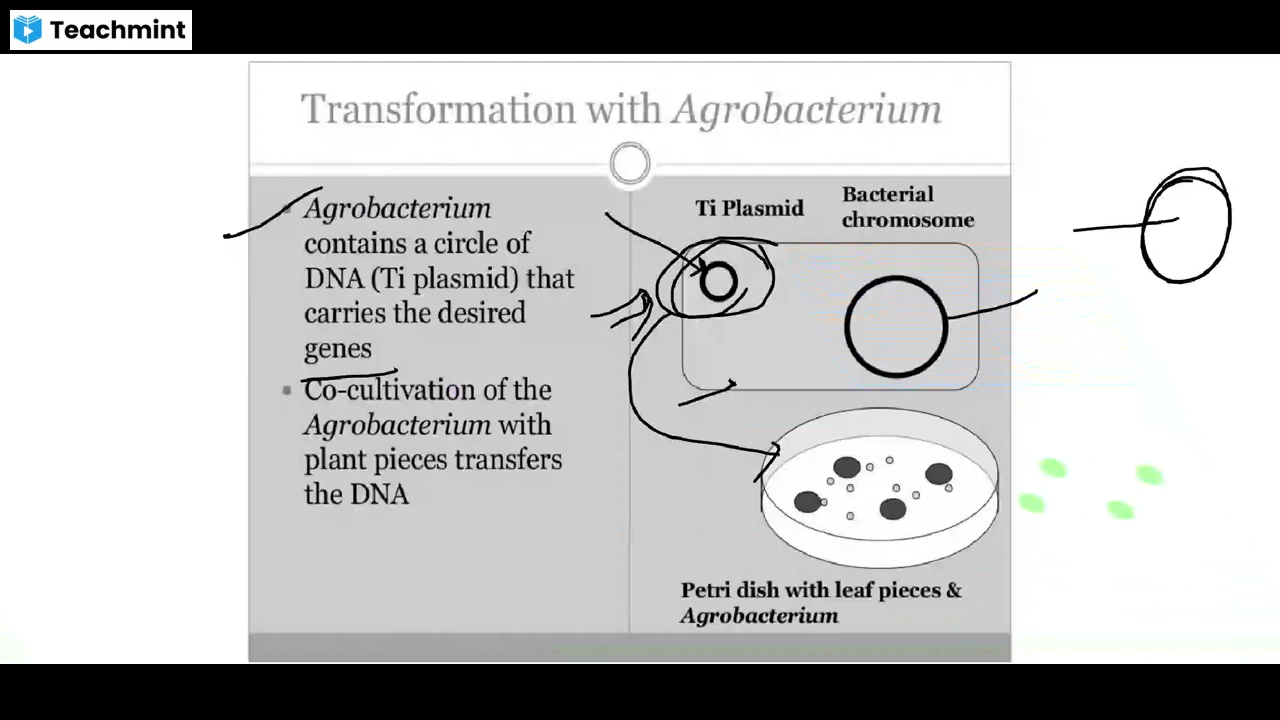 Teachmint
Transformation with Agrobacterium
Agrobacterium
contains a circle of
DNA (Ti plasmid) that
carries the desired
genes
Co-cultivation of the
Agrobacterium with
plant pieces transfers
the DNA
Ti Plasmid
Bacterial
chromosome
Petri dish with leaf pieces &
Agrobacterium